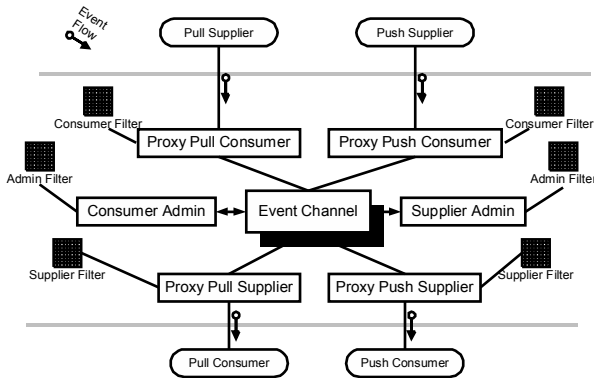 Event
Flow
Pull Supplier
Push Supplier
Consumer Filter
Consumer Filter
Proxy Pull Consumer
Proxy Push Consumer
Admin Filter
Admin Filter
Consumer Admin
Event Channel
Supplier Admin
Supplier Filter
Supplier Filter
Proxy Pull Supplier
Proxy Push Supplier
Pull Consumer
Push Consumer